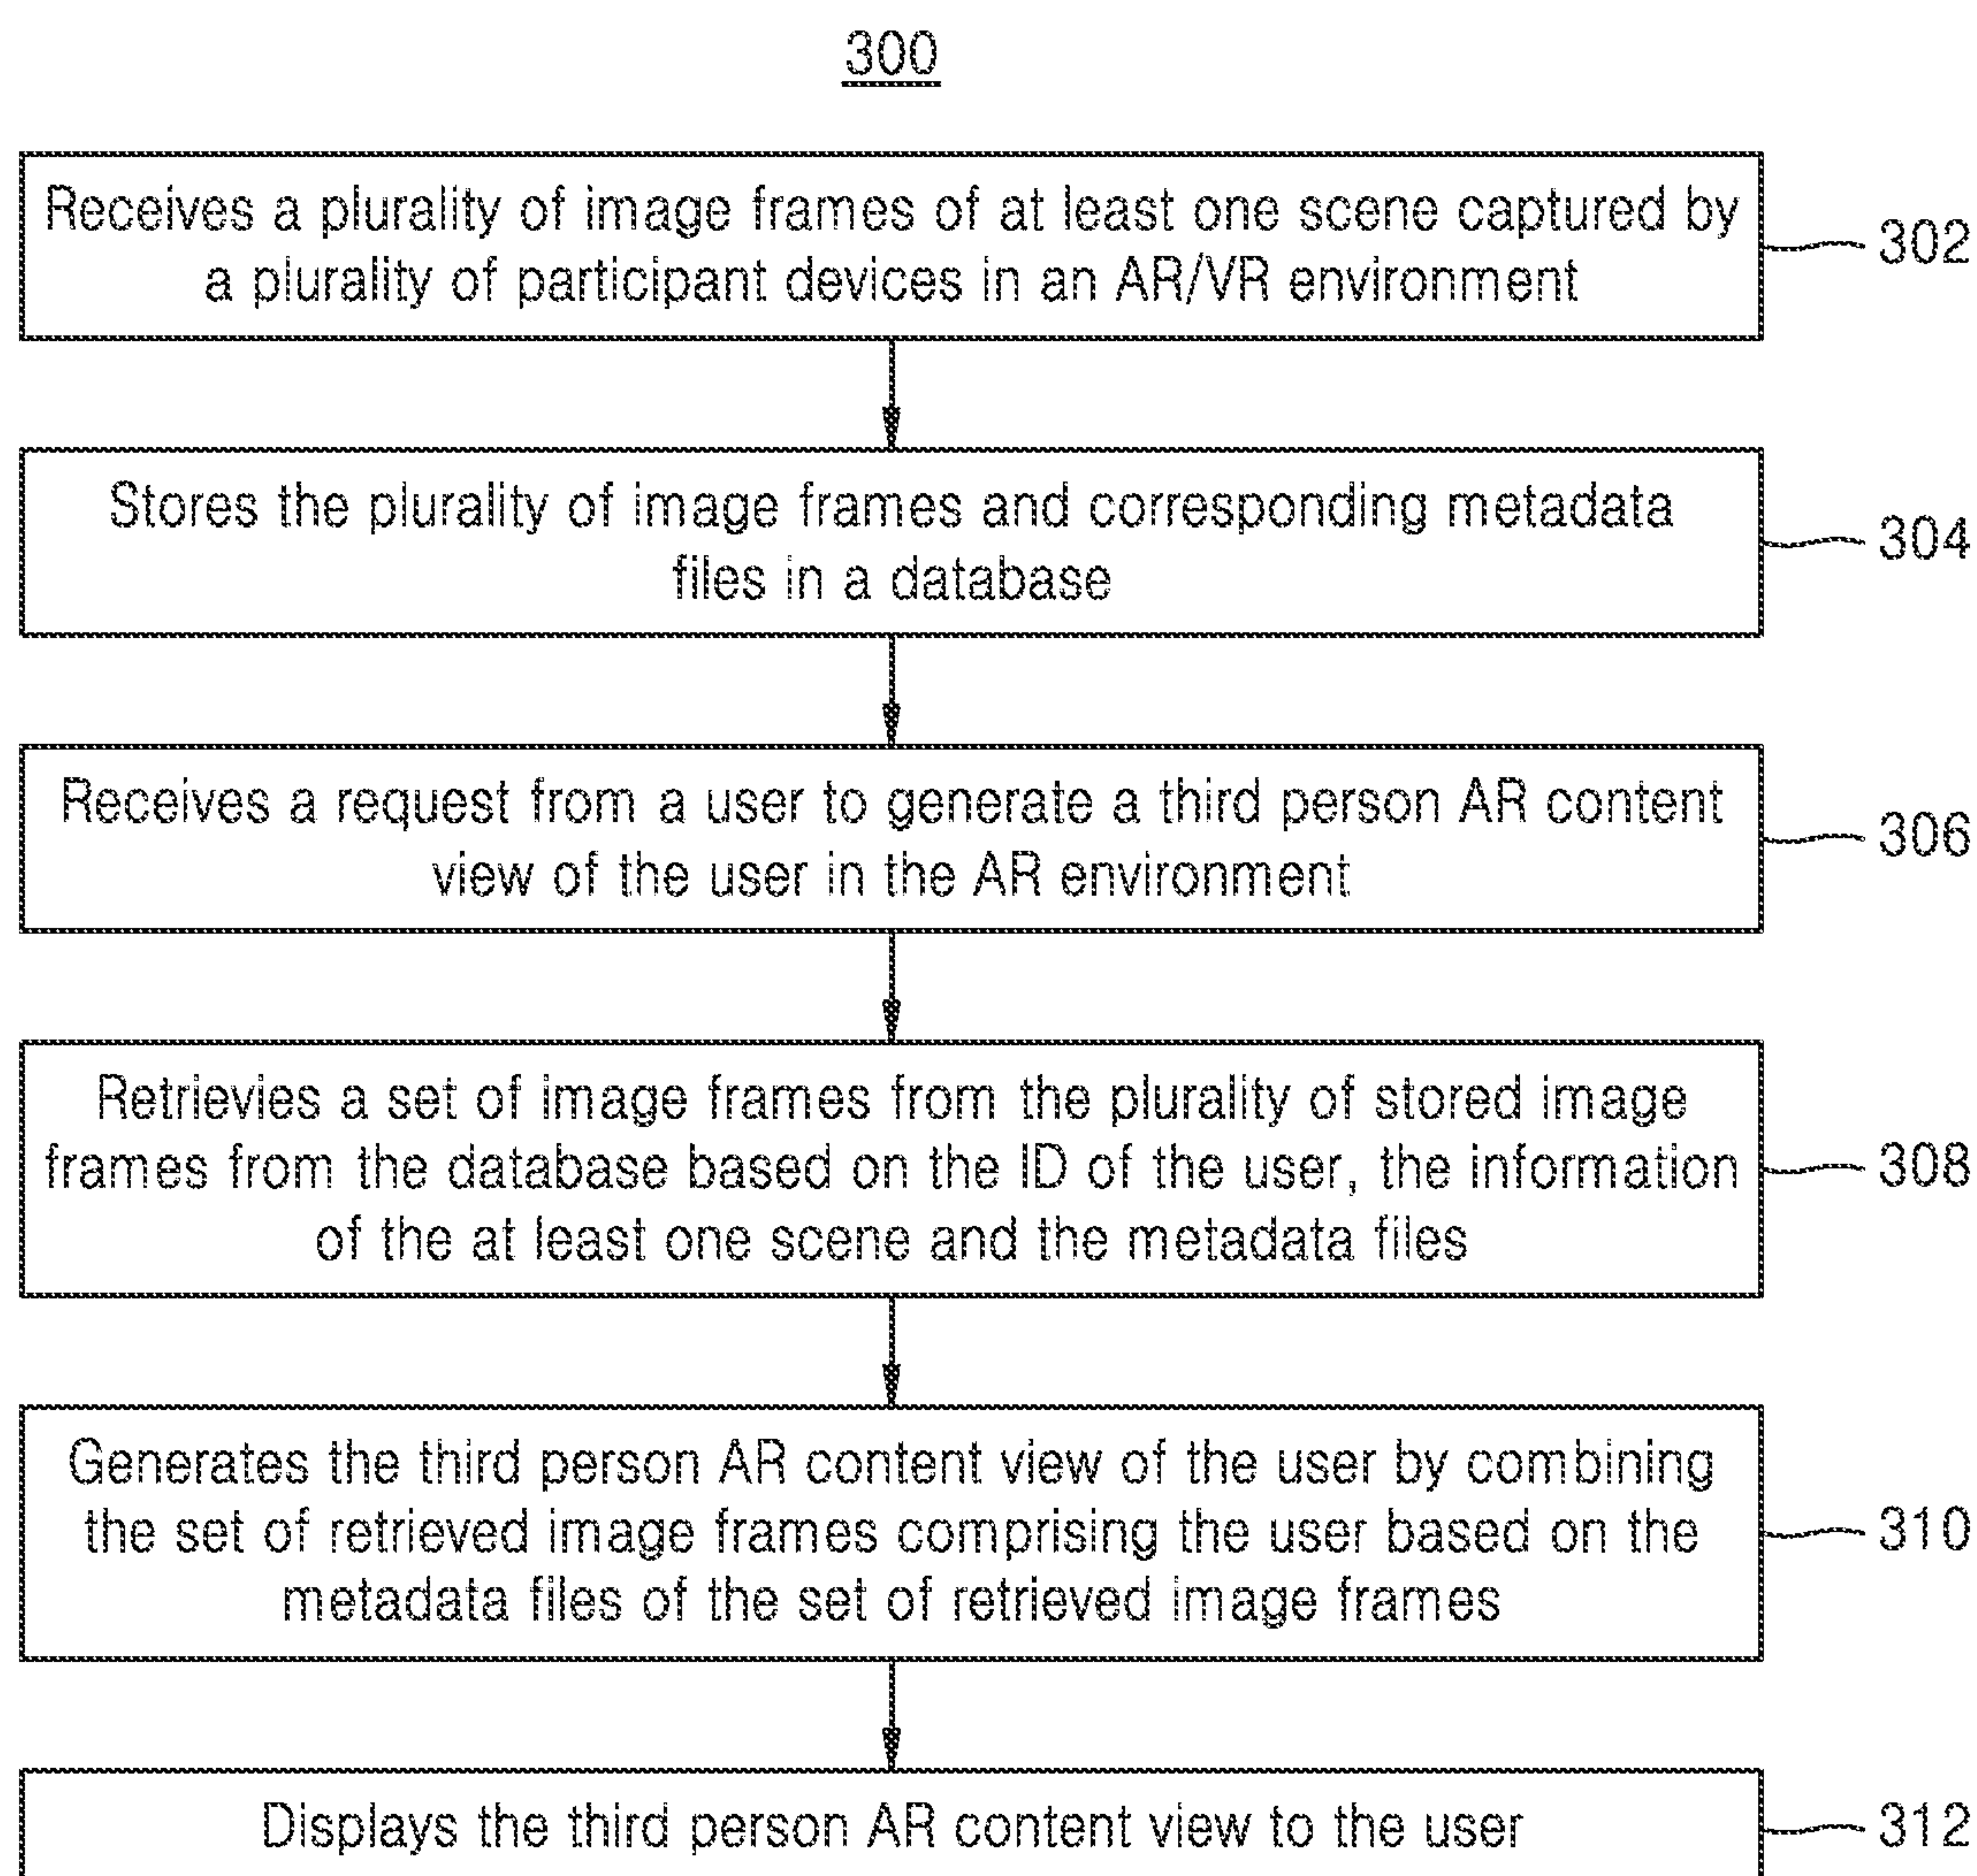 300
Receives a plurality of image frames of at least one scene captured by
a plurality of participant devices in an AR/VR environment
302
Stores the plurality of image frames and corresponding metadata
files in a database
304
Receives a request from a user to generate a third person AR content
view of the user in the AR environment
306
Retrievies a set of image frames from the plurality of stored image
frames from the database based on the ID of the user, the information
of the at least one scene and the metadata files
308
Generates the third person AR content view of the user by combining
the set of retrieved image frames comprising the user based on the
metadata files of the set of retrieved image frames
310
Displays the third person AR content view to the user
312